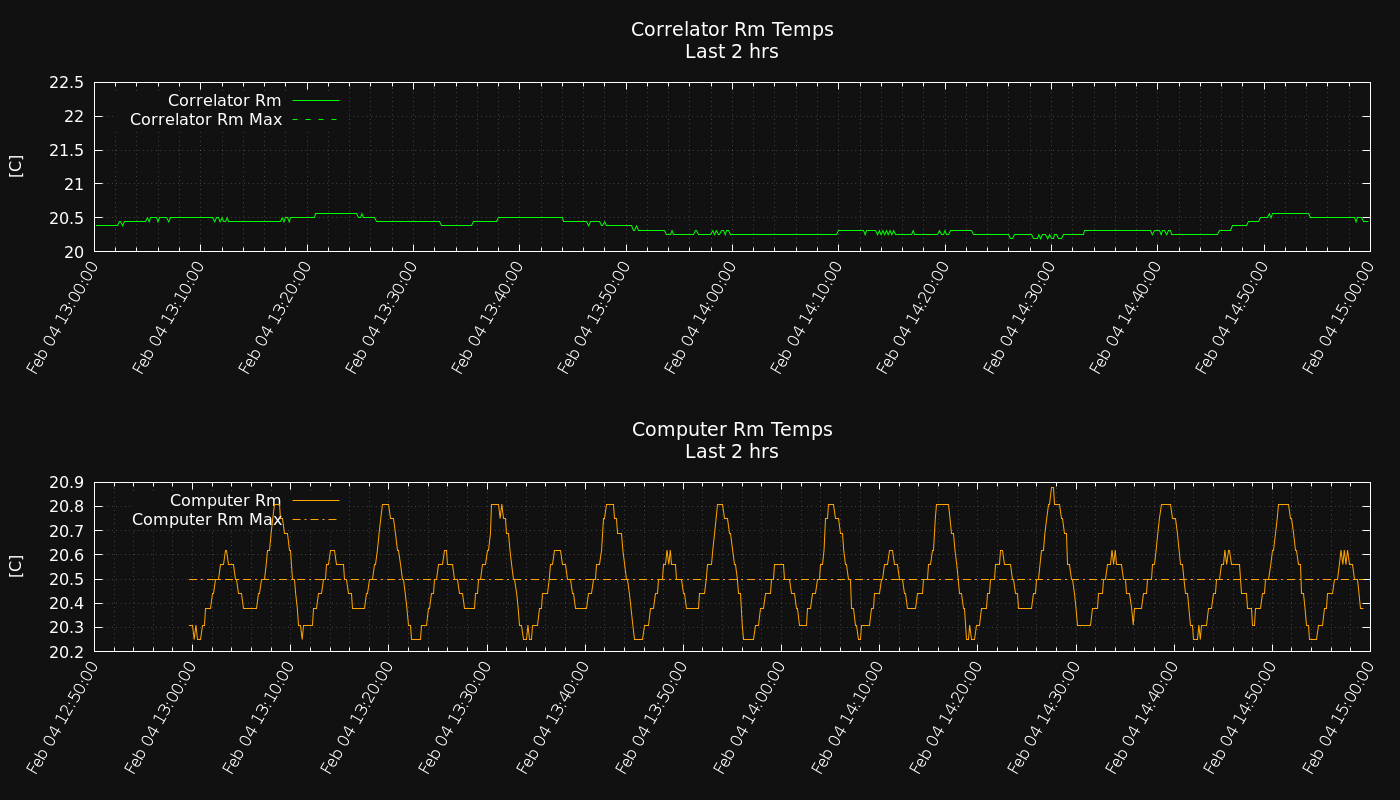 Correlator Rm Temps
Last 2 hrs
[C]
22.5
22
21.5
21
20.5
20
Correlator Rm
Correlator Rm Max
Feb 04 13:00:00
Feb 04 13:10:00
Feb 04 13:20:00
Feb 04 13:30:00
Feb 04 13:40:00
Feb 04 13:50:00
Feb 04 14:00:00
Feb 04 14:10:00
Feb 04 14:20:00
Feb 04 14:30:00
Feb 04 14:40:00
Feb 04 14:50:00
Feb 04 15:00:00
Computer Rm Temps
Last 2 hrs
[C]
20.9
20.8
20.7
20.6
20.5
20.4
20.3
20.2
Computer Rm
Computer Rm Max
Feb 04 12:50:00
Feb 04 13:00:00
Feb 04 13:10:00
Feb 04 13:20:00
Feb 04 13:30:00
Feb 04 13:40:00
Feb 04 13:50:00
Feb 04 14:00:00
Feb 04 14:10:00
Feb 04 14:20:00
Feb 04 14:30:00
Feb 04 14:40:00
Feb 04 14:50:00
Feb 04 15:00:00